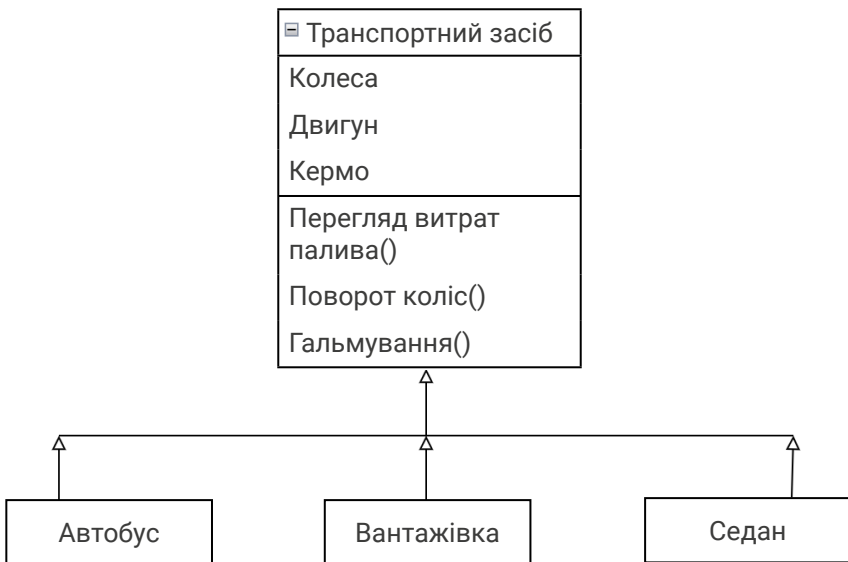 Транспортний засіб
Колеса
Двигун
Кермо
Перегляд витрат
палива()
Поворот коліс()
Гальмування()
Автобус
Вантажівка
Седан